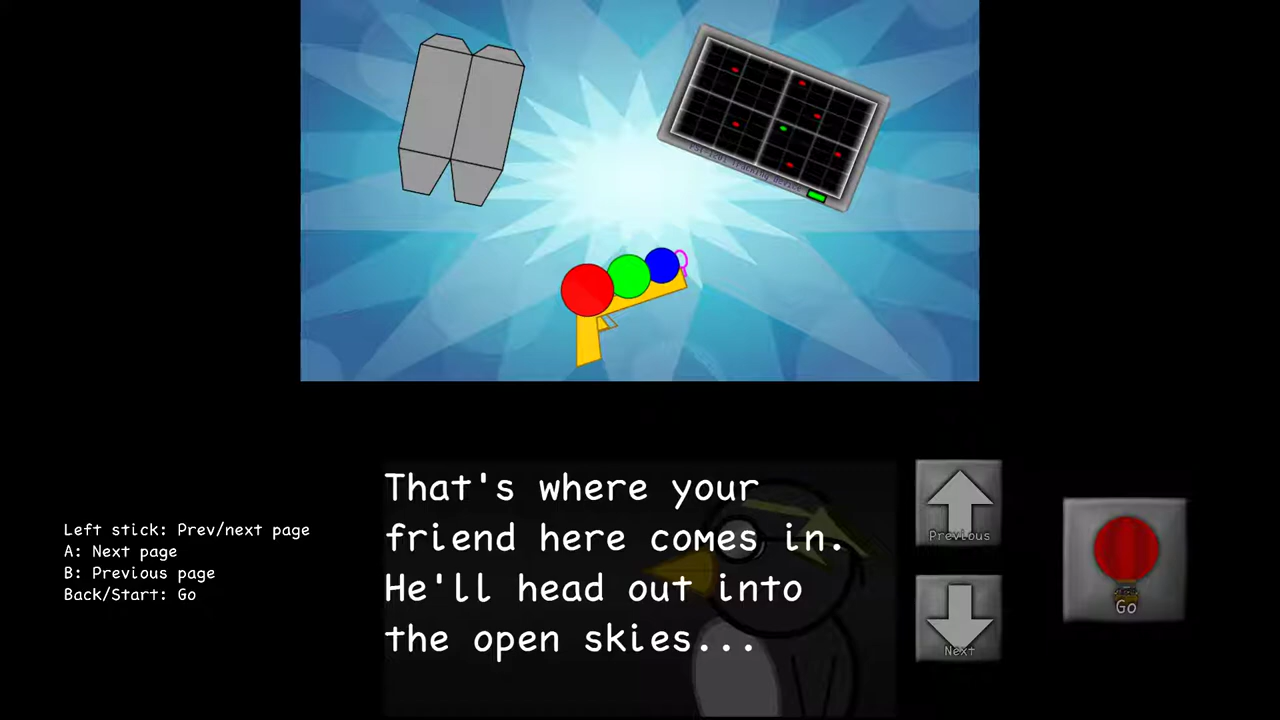 That's where your
friend here comes in.
He'll head out into
the open skies...
Left stick: Prev/next page
A: Next page
B: Previous page
Back/Start: Go
Previous
Next
Go